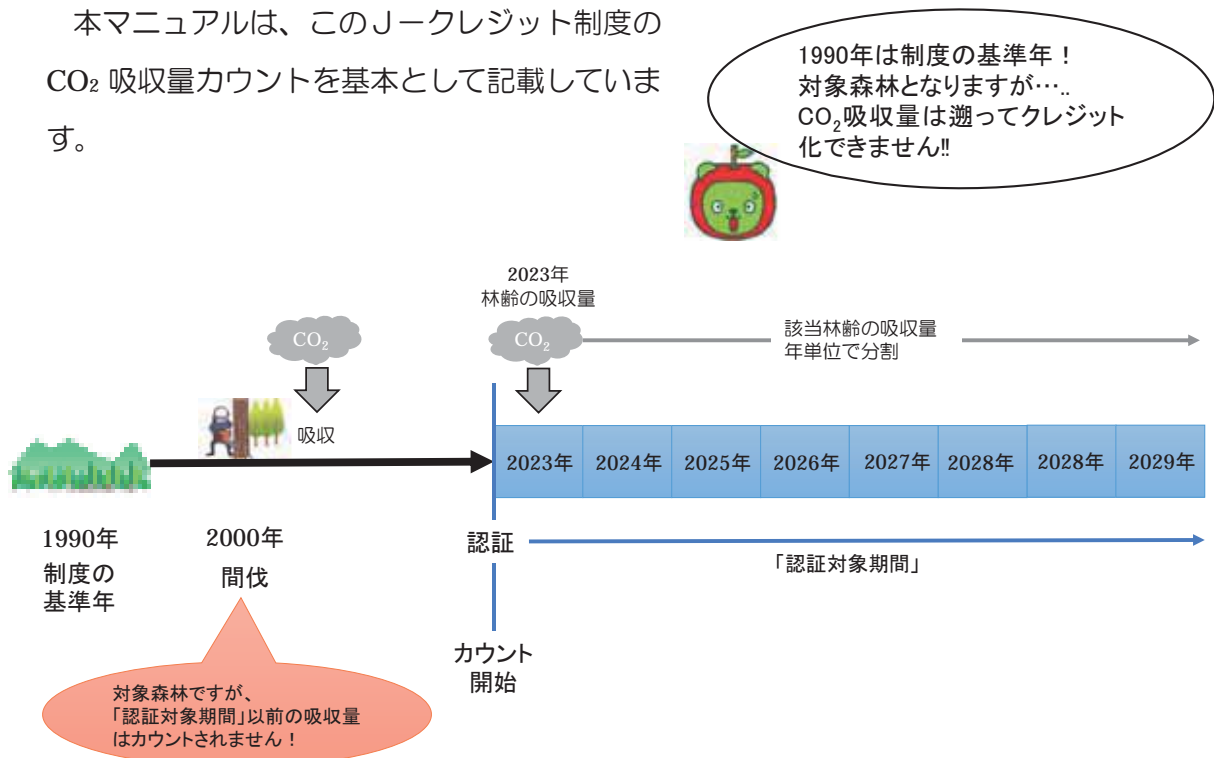 本マニュアルは、このJークレジット制度の
CO₂ 吸収量カウントを基本として記載していま
す。
1990年は制度の基準年！
対象森林となりますが…..
CO₂吸収量は遡ってクレジット
化できません‼
2023年
林齢の吸収量
CO₂
CO₂
該当林齢の吸収量
年単位で分割
吸収
2023年 2024年 2025年 2026年 2027年 2028年 2028年 2029年
1990年
制度の
基準年
2000年
間伐
認証
「認証対象期間」
カウント
開始
対象森林ですが、
「認証対象期間」以前の吸収量
はカウントされません！